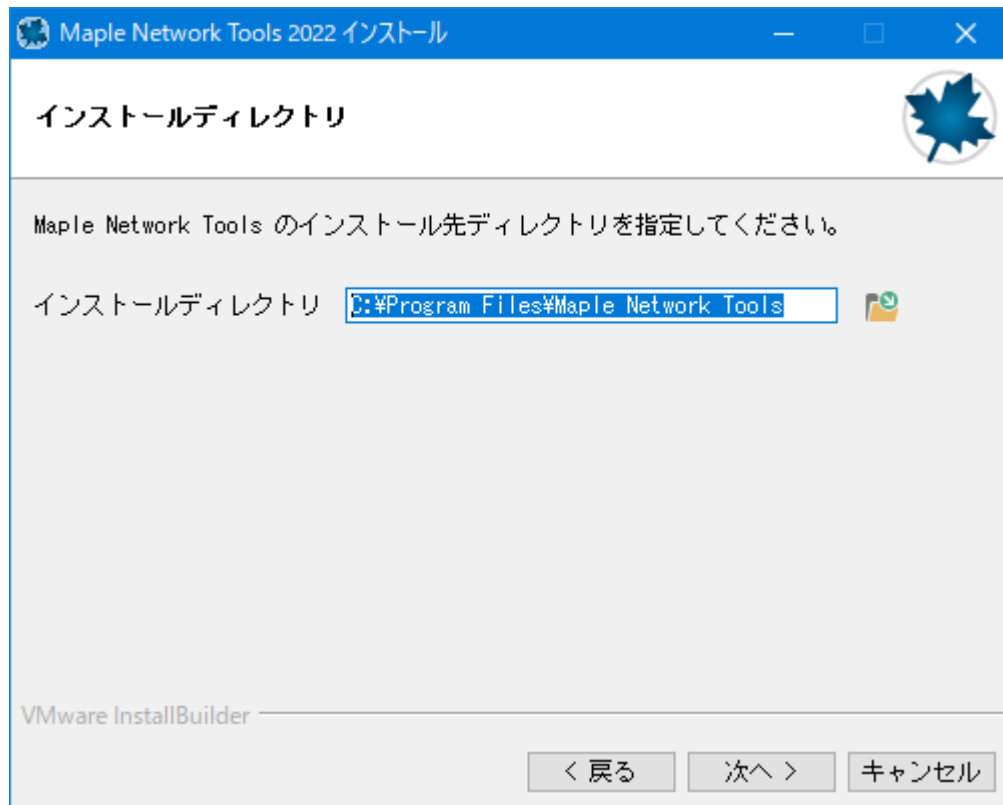 Maple Network Tools 2022 インストール
インストールディレクトリ
Maple Network Tools のインストール先ディレクトリを指定してください。
インストールディレクトリ C:¥Program Files¥Maple Network Tools
VMware InstallBuilder
< 戻る 次へ > キャンセル